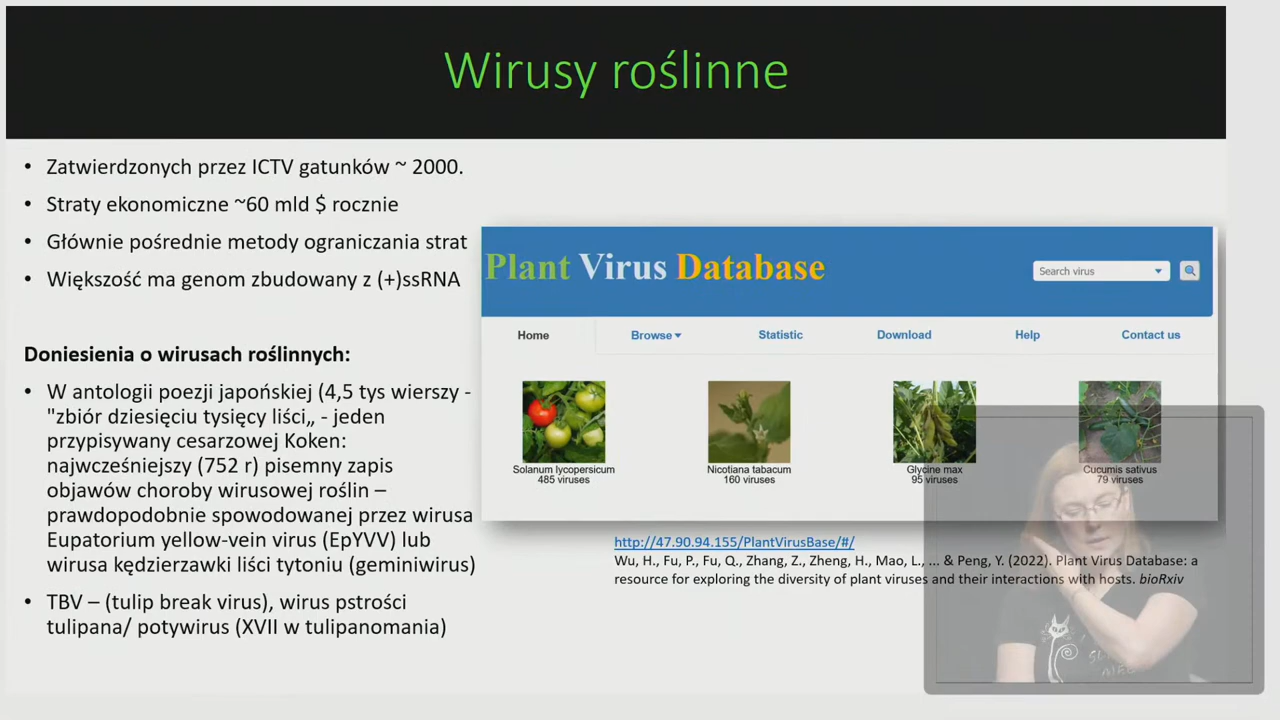 Wirusy roślinne
• Zatwierdzonych przez ICTV gatunków ~ 2000.
• Straty ekonomiczne ~60 mld $ rocznie
• Głównie pośrednie metody ograniczania strat
• Większość ma genom zbudowany z (+)ssRNA
Doniesienia o wirusach roślinnych:
• W antologii poezji japońskiej (4,5 tys wierszy -
"zbiór dziesięciu tysięcy liści„ - jeden
przypisywany cesarzowej Koken:
najwcześniejszy (752 r) pisemny zapis
objawów choroby wirusowej roślin –
prawdopodobnie spowodowanej przez wirusa
Eupatorium yellow-vein virus (EpYVV) lub
wirusa kędzierzawki liści tytoniu (geminiwirus)
• TBV – (tulip break virus), wirus pstrości
tulipana/ potywirus (XVII w tulipanomania)
Plant Virus Database
Search virus
Home Browse Statistic Download Help Contact us
Solanum lycopersicum
485 viruses
Nicotiana tabacum
160 viruses
Glycine max
95 viruses
Cucumis sativus
79 viruses
http://47.90.94.155/PlantVirusBase/#/
Wu, H., Fu, P., Fu, Q., Zhang, Z., Zheng, H., Mao, L., ... & Peng, Y. (2022). Plant Virus Database: a
resource for exploring the diversity of plant viruses and their interactions with hosts. bioRxiv